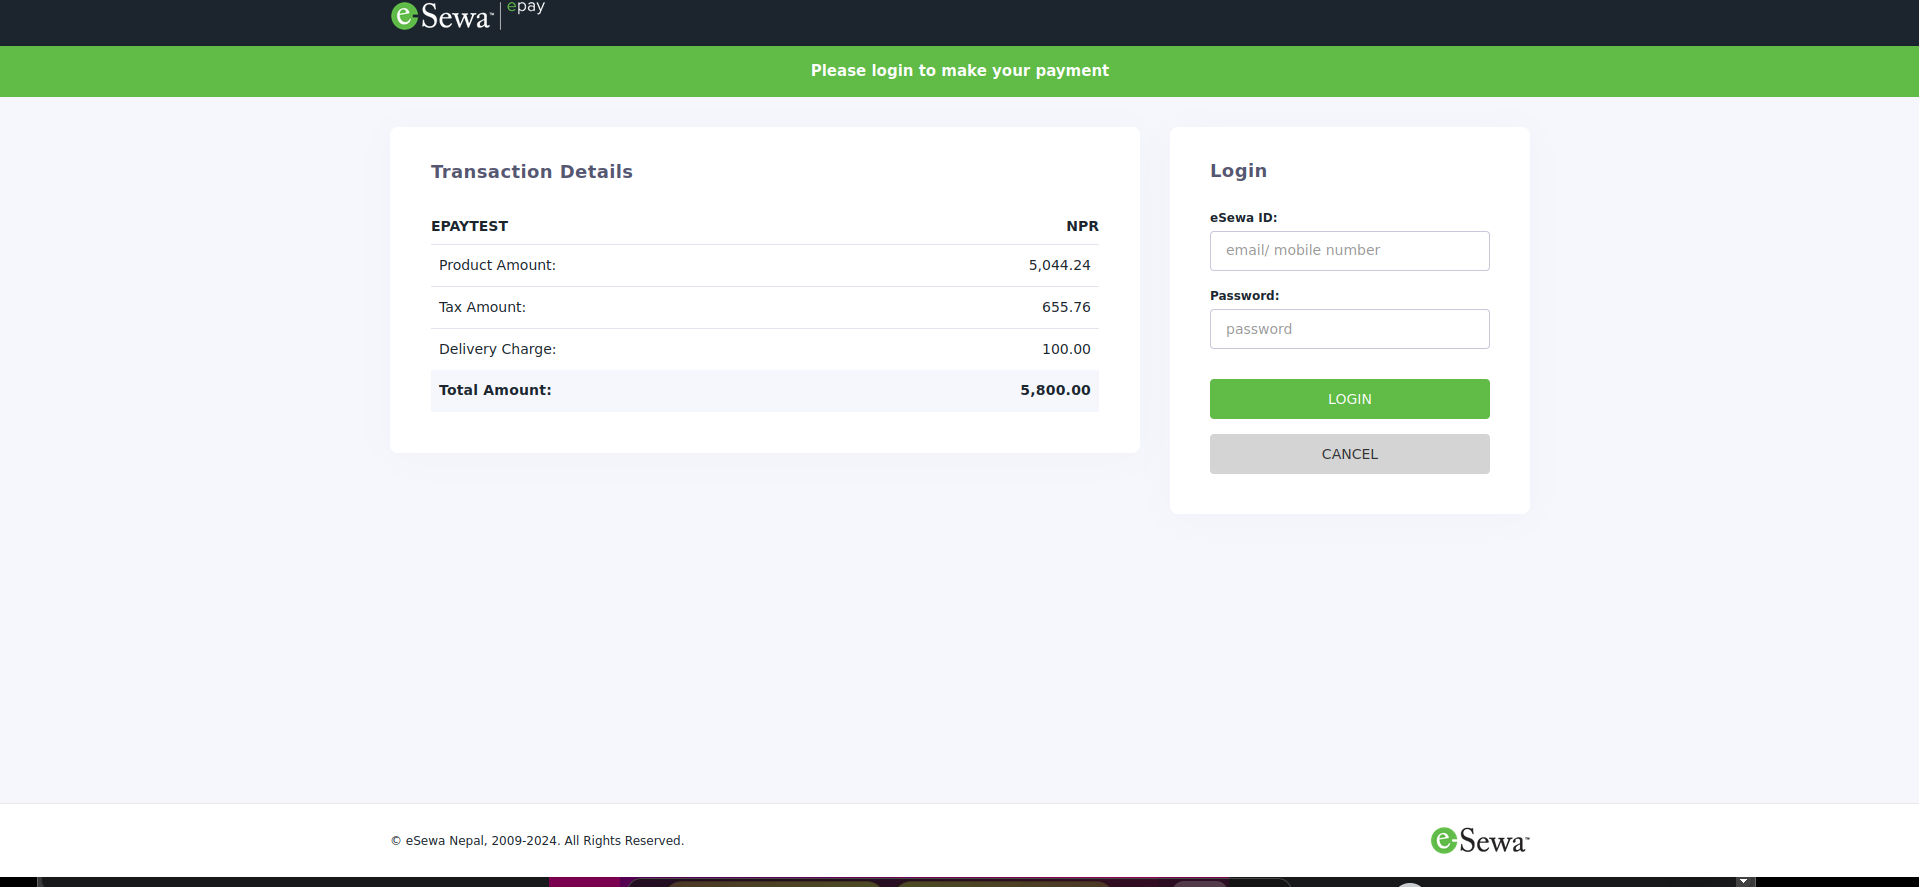 eSewa™ epay
Please login to make your payment
Transaction Details
EPAYTEST NPR
Product Amount: 5,044.24
Tax Amount: 655.76
Delivery Charge: 100.00
Total Amount: 5,800.00
Login
eSewa ID:
email/ mobile number
Password:
password
LOGIN
CANCEL
© eSewa Nepal, 2009-2024. All Rights Reserved.
eSewa™